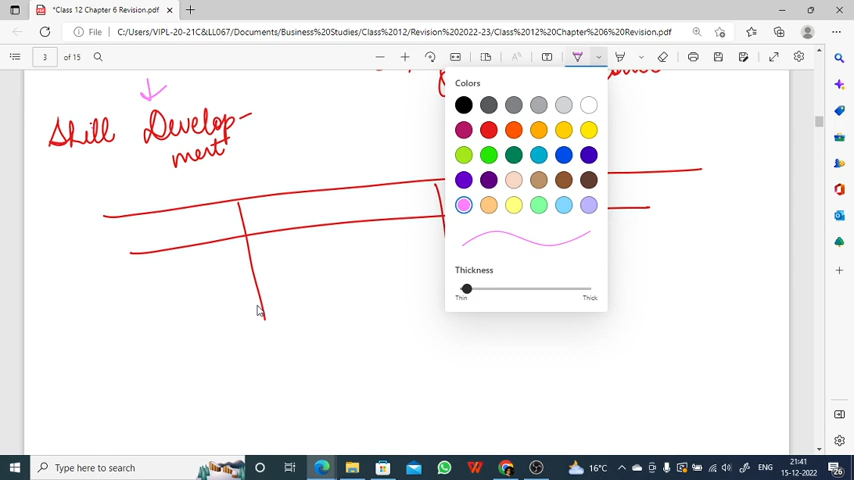 *Class 12 Chapter 6 Revision.pdf
File
C:/Users/VIPL-20-21C&LL067/Documents/Business%20Studies/Class%2012/Revision%202022-23/Class%2012%20Chapter%206%20Revision.pdf
3 of 15
Colors
Skill Develop-
ment
Thickness
Thin Thick
Type here to search
16°C
ENG
21:41
15-12-2022
26